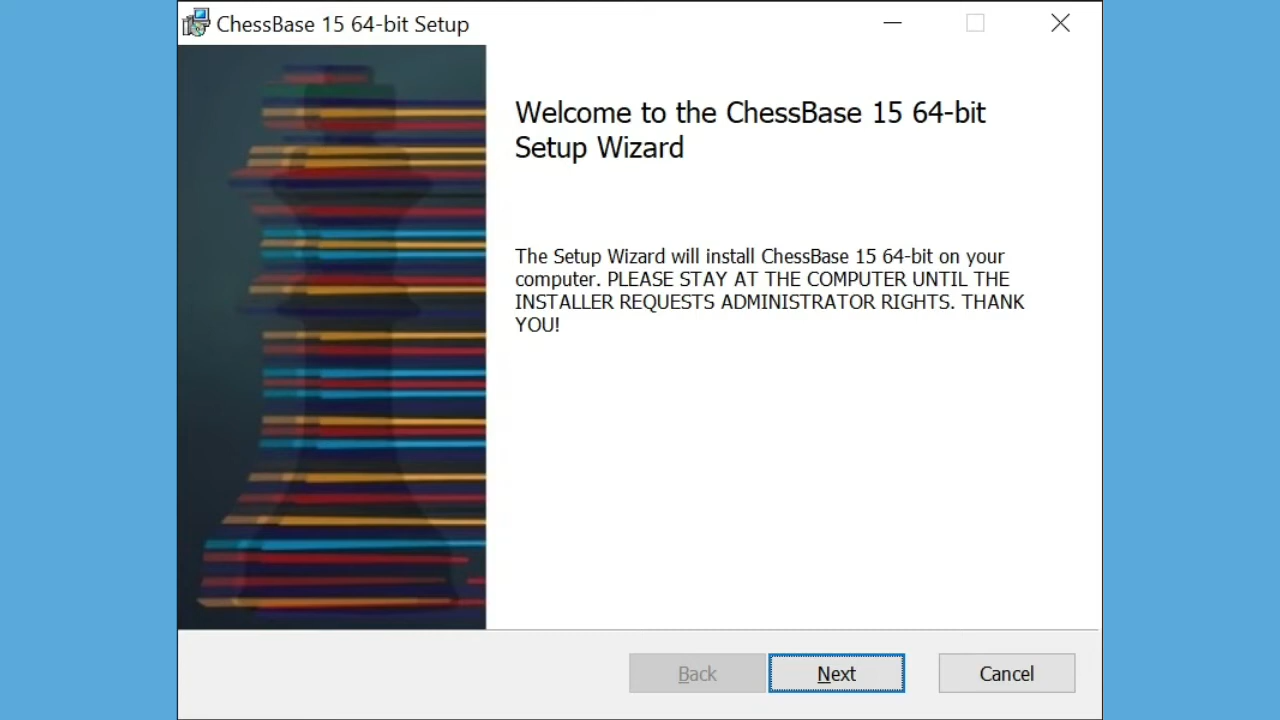 ChessBase 15 64-bit Setup
Welcome to the ChessBase 15 64-bit
Setup Wizard
The Setup Wizard will install ChessBase 15 64-bit on your
computer. PLEASE STAY AT THE COMPUTER UNTIL THE
INSTALLER REQUESTS ADMINISTRATOR RIGHTS. THANK
YOU!
Back
Next
Cancel